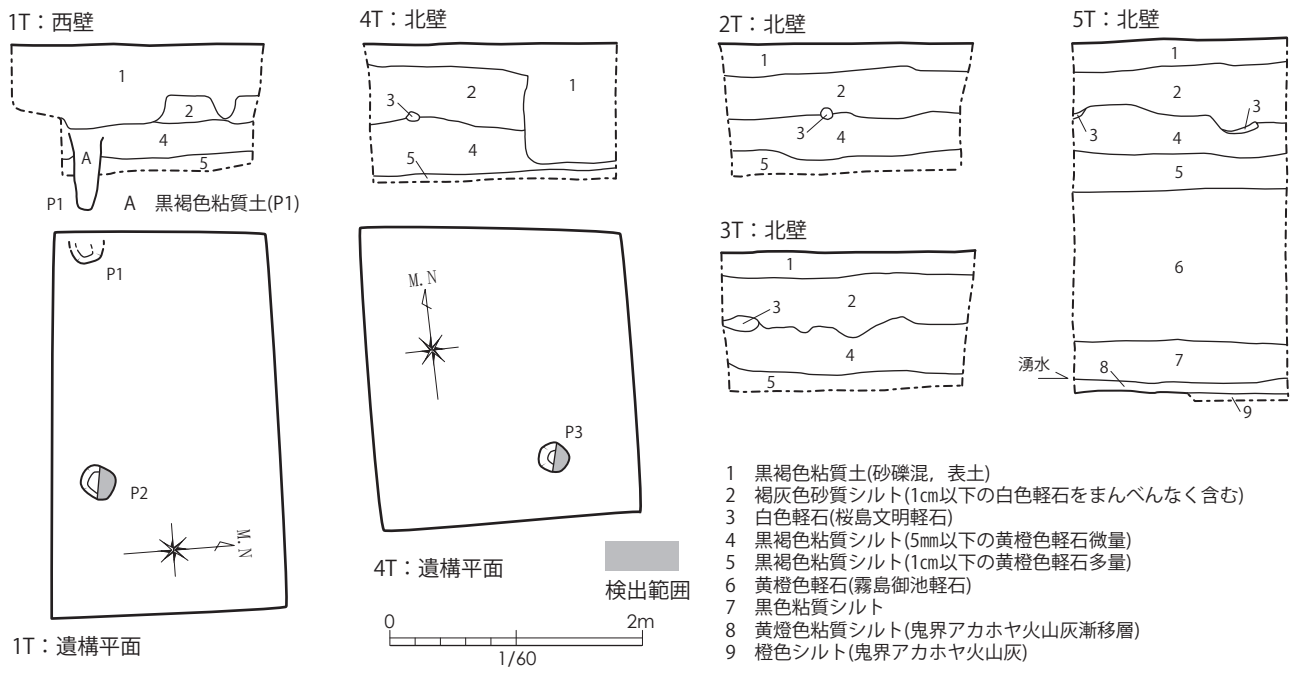 1T：西壁
1
2
4
A
5
P1
A　黒褐色粘質土(P1)
P1
P2
M.N
1T：遺構平面
4T：北壁
1
2
3
4
5
M.N
P3
4T：遺構平面
検出範囲
0
2m
1/60
2T：北壁
1
2
3
4
5
3T：北壁
1
3
2
4
5
5T：北壁
1
2
3
3
4
5
6
湧水
7
8
9
1　黒褐色粘質土(砂礫混，表土)
2　褐灰色砂質シルト(1㎝以下の白色軽石をまんべんなく含む)
3　白色軽石(桜島文明軽石)
4　黒褐色粘質シルト(5㎜以下の黄橙色軽石微量)
5　黒褐色粘質シルト(1㎝以下の黄橙色軽石多量)
6　黄橙色軽石(霧島御池軽石)
7　黒色粘質シルト
8　黄燈色粘質シルト(鬼界アカホヤ火山灰漸移層)
9　橙色シルト(鬼界アカホヤ火山灰)